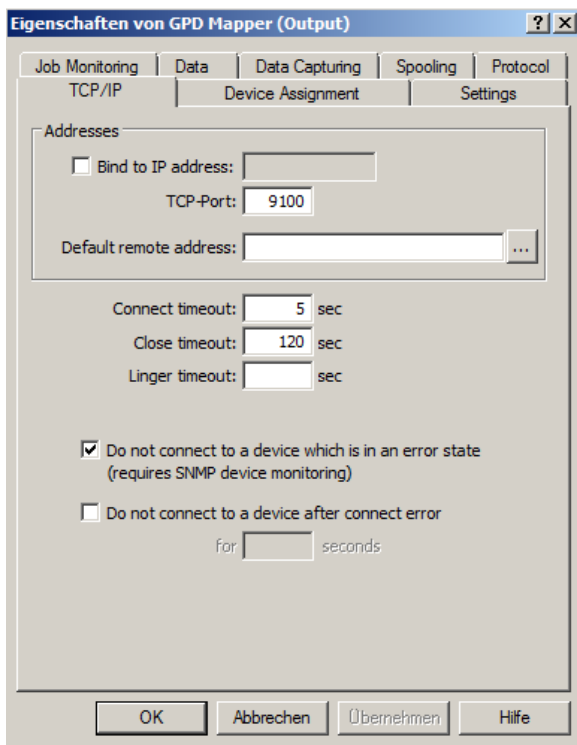 Eigenschaften von GPD Mapper (Output)
Job Monitoring Data Data Capturing Spooling Protocol
TCP/IP Device Assignment Settings
Addresses
Bind to IP address:
TCP-Port: 9100
Default remote address: ...
Connect timeout: 5 sec
Close timeout: 120 sec
Linger timeout: sec
Do not connect to a device which is in an error state
(requires SNMP device monitoring)
Do not connect to a device after connect error
for seconds
OK Abbrechen Übernehmen Hilfe